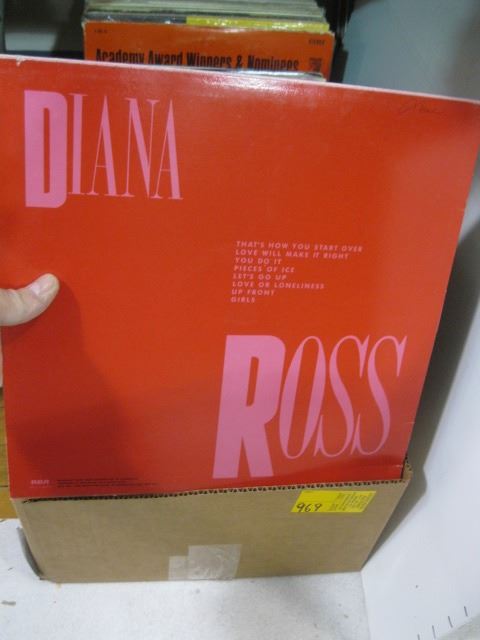 Academy Award Winners & Nominees
DIANA
THAT'S HOW YOU START OVER
LOVE WILL MAKE IT RIGHT
YOU DO IT
PIECES OF ICE
LET'S GO UP
LOVE OR LONELINESS
UP FRONT
GIRLS
ROSS
RCA
969